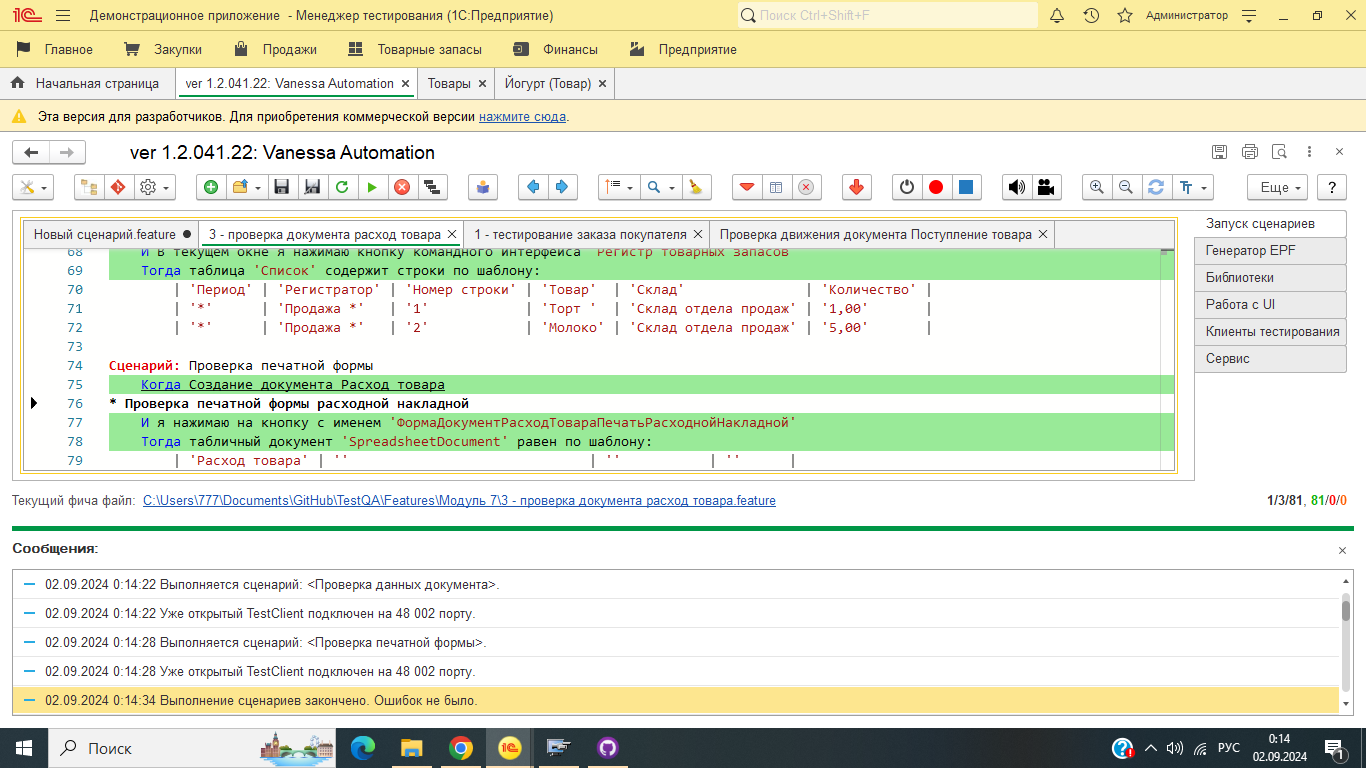 Демонстрационное приложение - Менеджер тестирования (1С:Предприятие) Поиск Ctrl+Shift+F Администратор
Главное Закупки Продажи Товарные запасы Финансы Предприятие
Начальная страница ver 1.2.041.22: Vanessa Automation × Товары × Йогурт (Товар) ×
Эта версия для разработчиков. Для приобретения коммерческой версии нажмите сюда.
ver 1.2.041.22: Vanessa Automation
Еще ?
Новый сценарий.feature 3 - проверка документа расход товара 1 - тестирование заказа покупателя Проверка движения документа Поступление товара
Запуск сценариев
Генератор EPF
Библиотеки
Работа с UI
Клиенты тестирования
Сервис
68 И В текущем окне я нажимаю кнопку командного интерфейса 'Регистр товарных запасов'
69 Тогда таблица 'Список' содержит строки по шаблону:
70 | 'Период' | 'Регистратор' | 'Номер строки' | 'Товар' | 'Склад' | 'Количество' |
71 | '*' | 'Продажа *' | '1' | 'Торт ' | 'Склад отдела продаж' | '1,00' |
72 | '*' | 'Продажа *' | '2' | 'Молоко' | 'Склад отдела продаж' | '5,00' |
73
74 Сценарий: Проверка печатной формы
75 Когда Создание документа Расход товара
76 * Проверка печатной формы расходной накладной
77 И я нажимаю на кнопку с именем 'ФормаДокументРасходТовараПечатьРасходнойНакладной'
78 Тогда табличный документ 'SpreadsheetDocument' равен по шаблону:
79 | 'Расход товара' | '' | '' | '' |
Текущий фича файл: C:\Users\777\Documents\GitHub\TestQA\Features\Модуль 7\3 - проверка документа расход товара.feature 1/3/81, 81/0/0
Сообщения:
02.09.2024 0:14:22 Выполняется сценарий: <Проверка данных документа>.
02.09.2024 0:14:22 Уже открытый TestClient подключен на 48 002 порту.
02.09.2024 0:14:28 Выполняется сценарий: <Проверка печатной формы>.
02.09.2024 0:14:28 Уже открытый TestClient подключен на 48 002 порту.
02.09.2024 0:14:34 Выполнение сценариев закончено. Ошибок не было.
Поиск РУС 0:14
02.09.2024 1